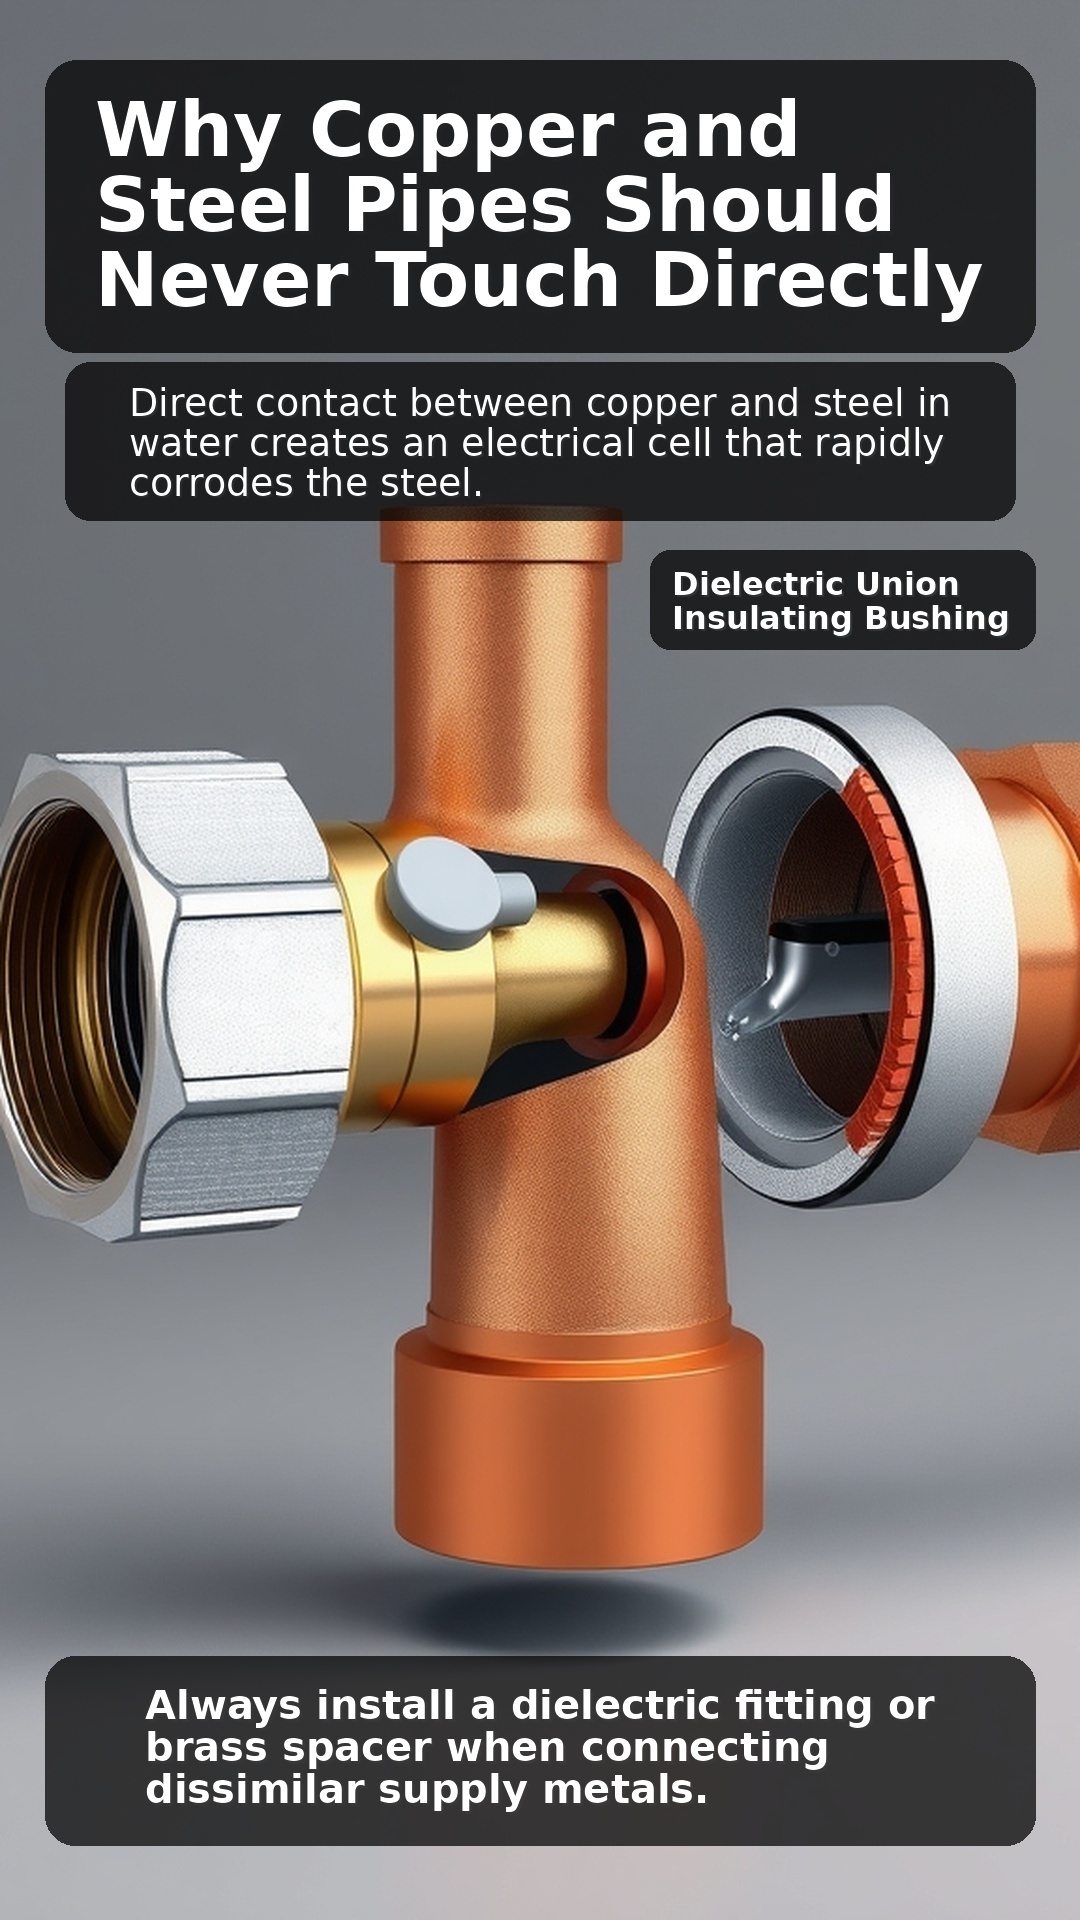 Why Copper and
Steel Pipes Should
Never Touch Directly
Direct contact between copper and steel in
water creates an electrical cell that rapidly
corrodes the steel.
Dielectric Union
Insulating Bushing
Always install a dielectric fitting or
brass spacer when connecting
dissimilar supply metals.